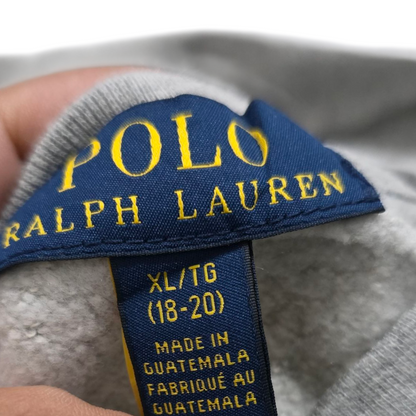 POLO
RALPH LAUREN
XL/TG
(18-20)
MADE IN
GUATEMALA
FABRIQUÉ AU
GUATEMALA